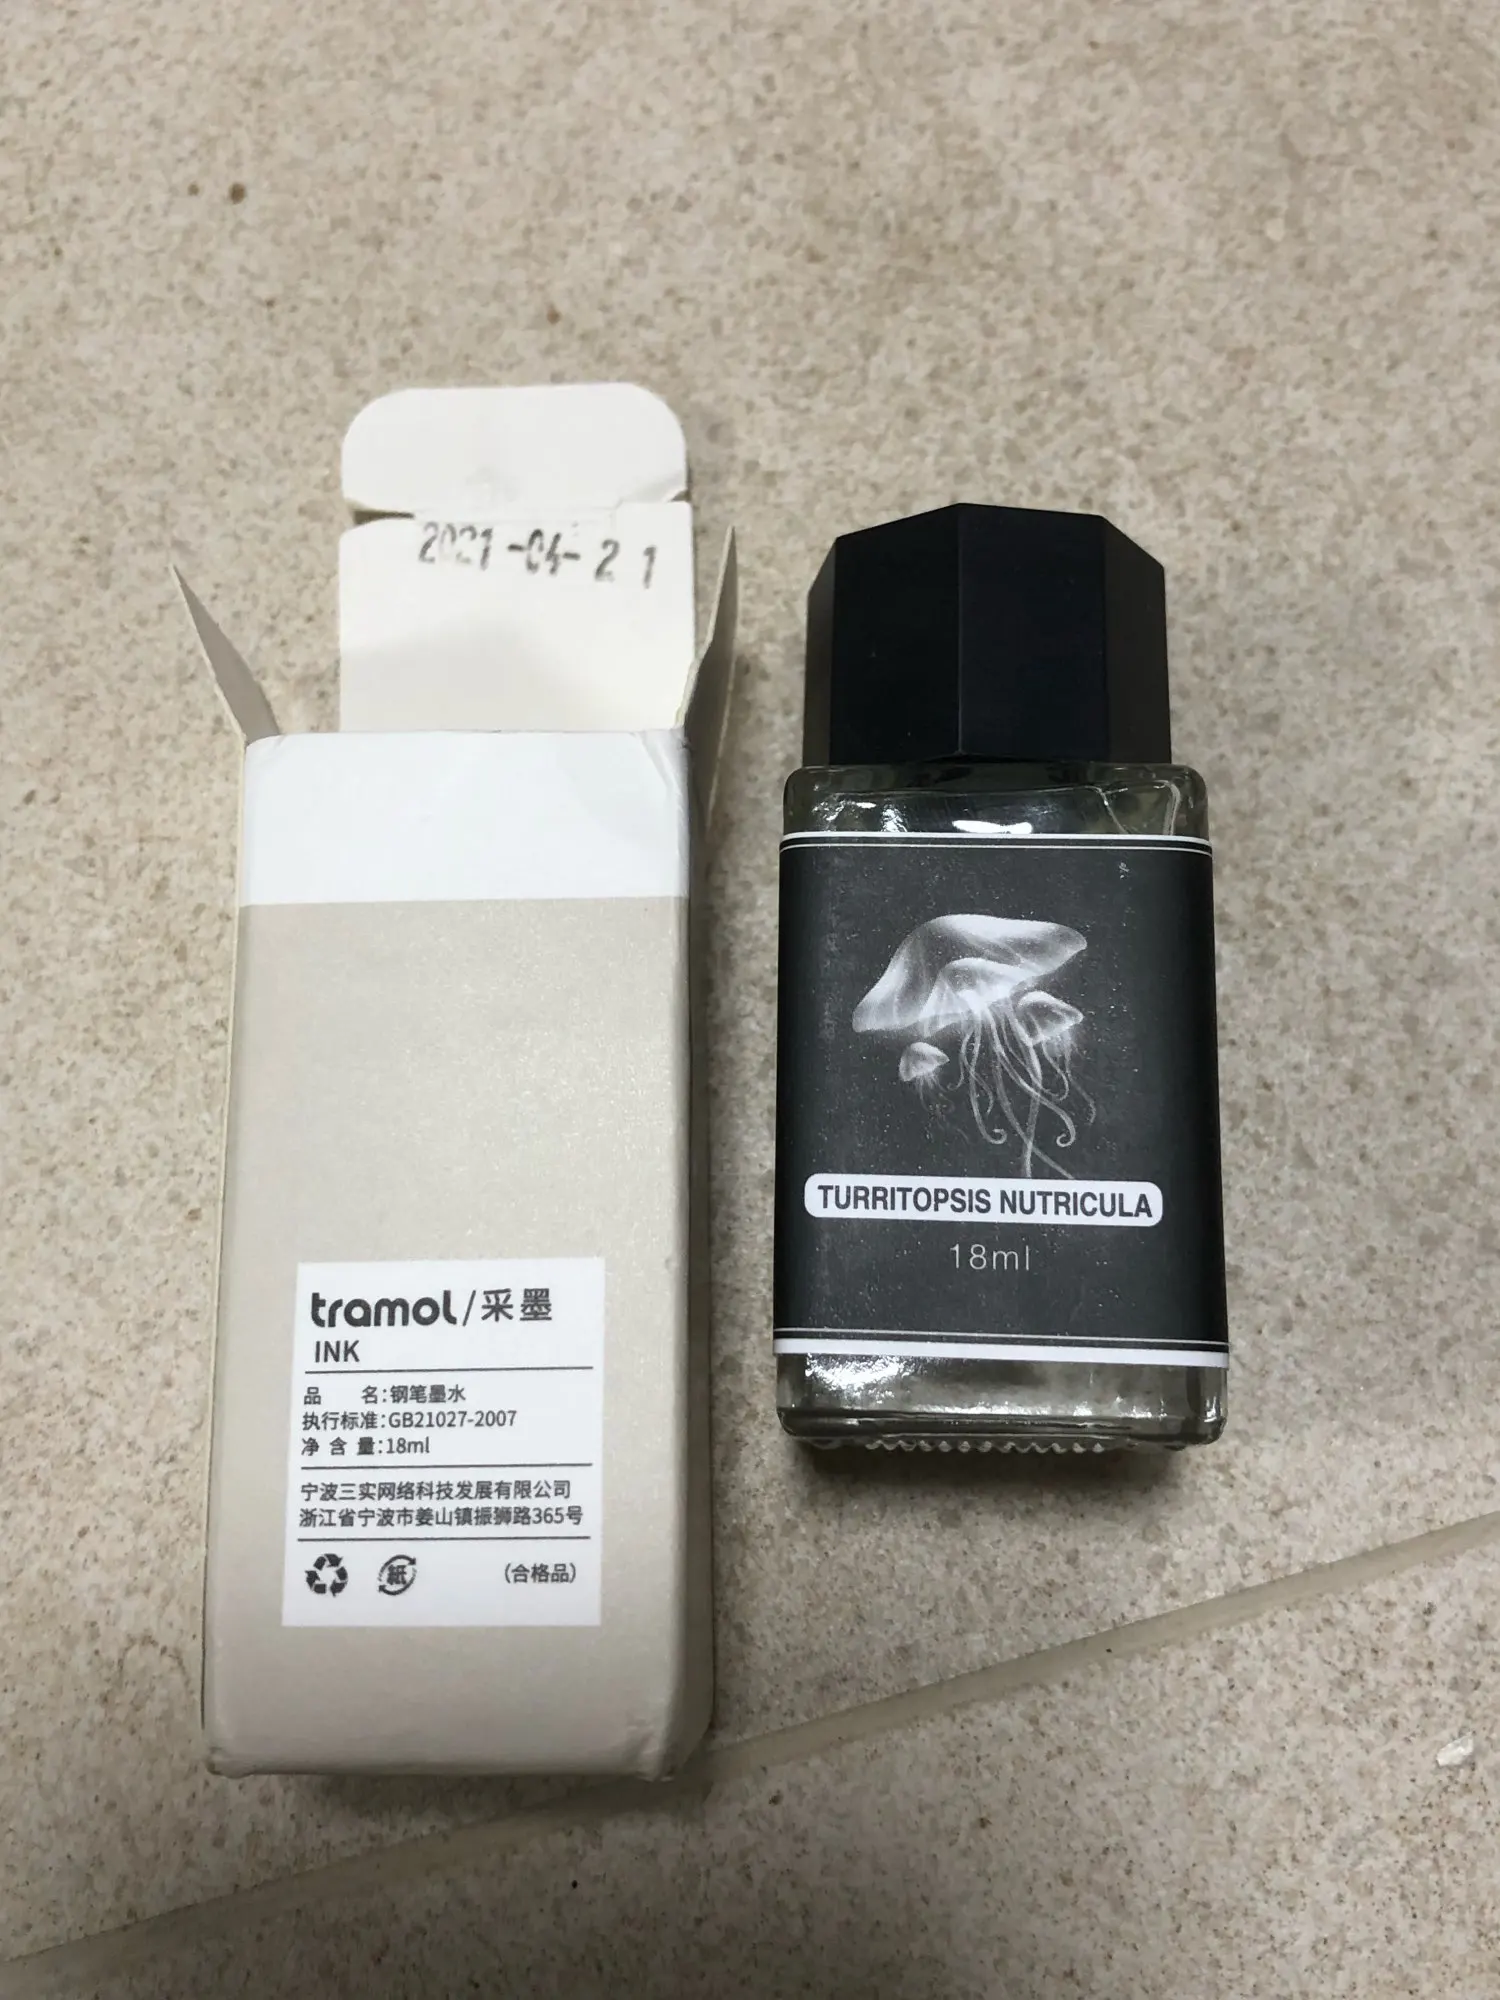 2021-04-21
tramol/采墨
INK
品 名:钢笔墨水
执行标准:GB21027-2007
净 含 量:18ml
宁波三实网络科技发展有限公司
浙江省宁波市姜山镇振狮路365号
紙
(合格品)
TURRITOPSIS NUTRICULA
18ml